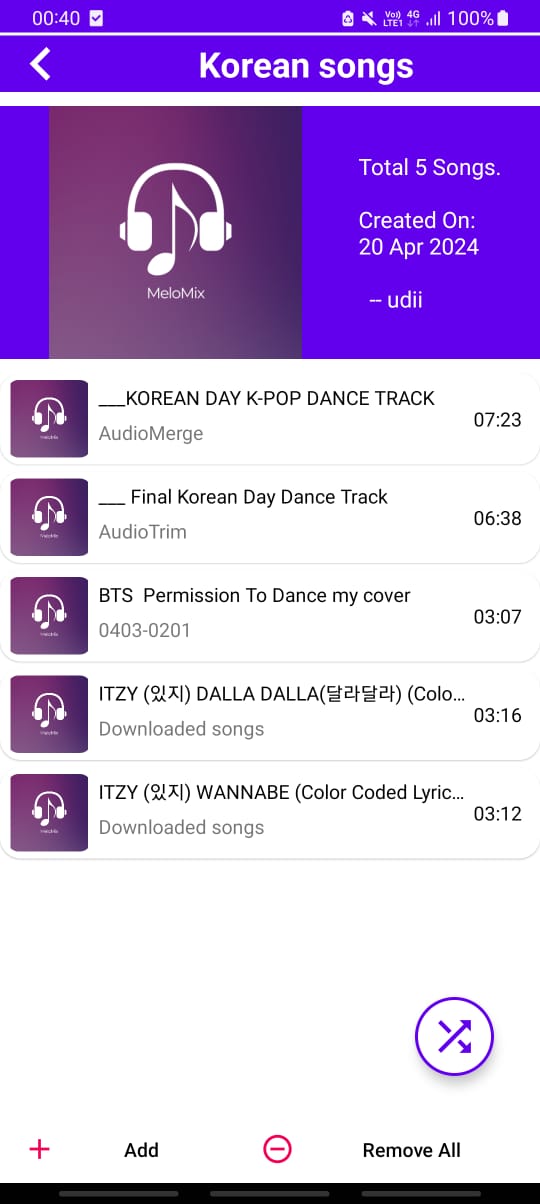 00:40 Vo) 4G LTE1 100%
Korean songs
MeloMix
Total 5 Songs.
Created On:
20 Apr 2024
-- udii
___KOREAN DAY K-POP DANCE TRACK
AudioMerge
07:23
___ Final Korean Day Dance Track
AudioTrim
06:38
BTS  Permission To Dance my cover
0403-0201
03:07
ITZY (있지) DALLA DALLA(달라달라) (Colo...
Downloaded songs
03:16
ITZY (있지) WANNABE (Color Coded Lyric...
Downloaded songs
03:12
Add
Remove All